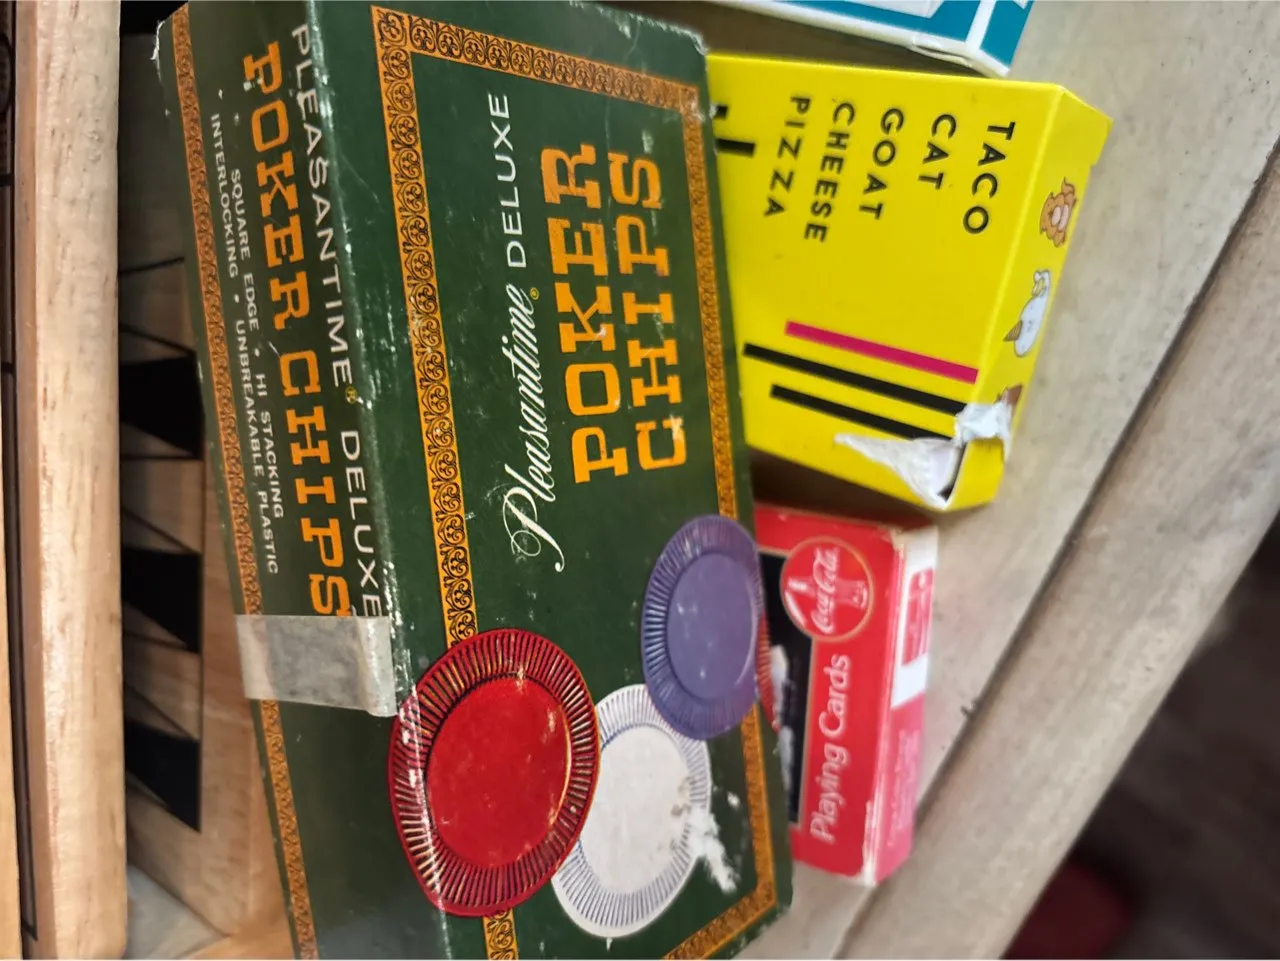 PLEASANTIME® DELUXE
POKER CHIPS
• SQUARE EDGE • HI STACKING
• INTERLOCKING • UNBREAKABLE PLASTIC
Pleasantime® DELUXE
POKER
CHIPS
TACO
CAT
GOAT
CHEESE
PIZZA
Coca-Cola
Playing Cards